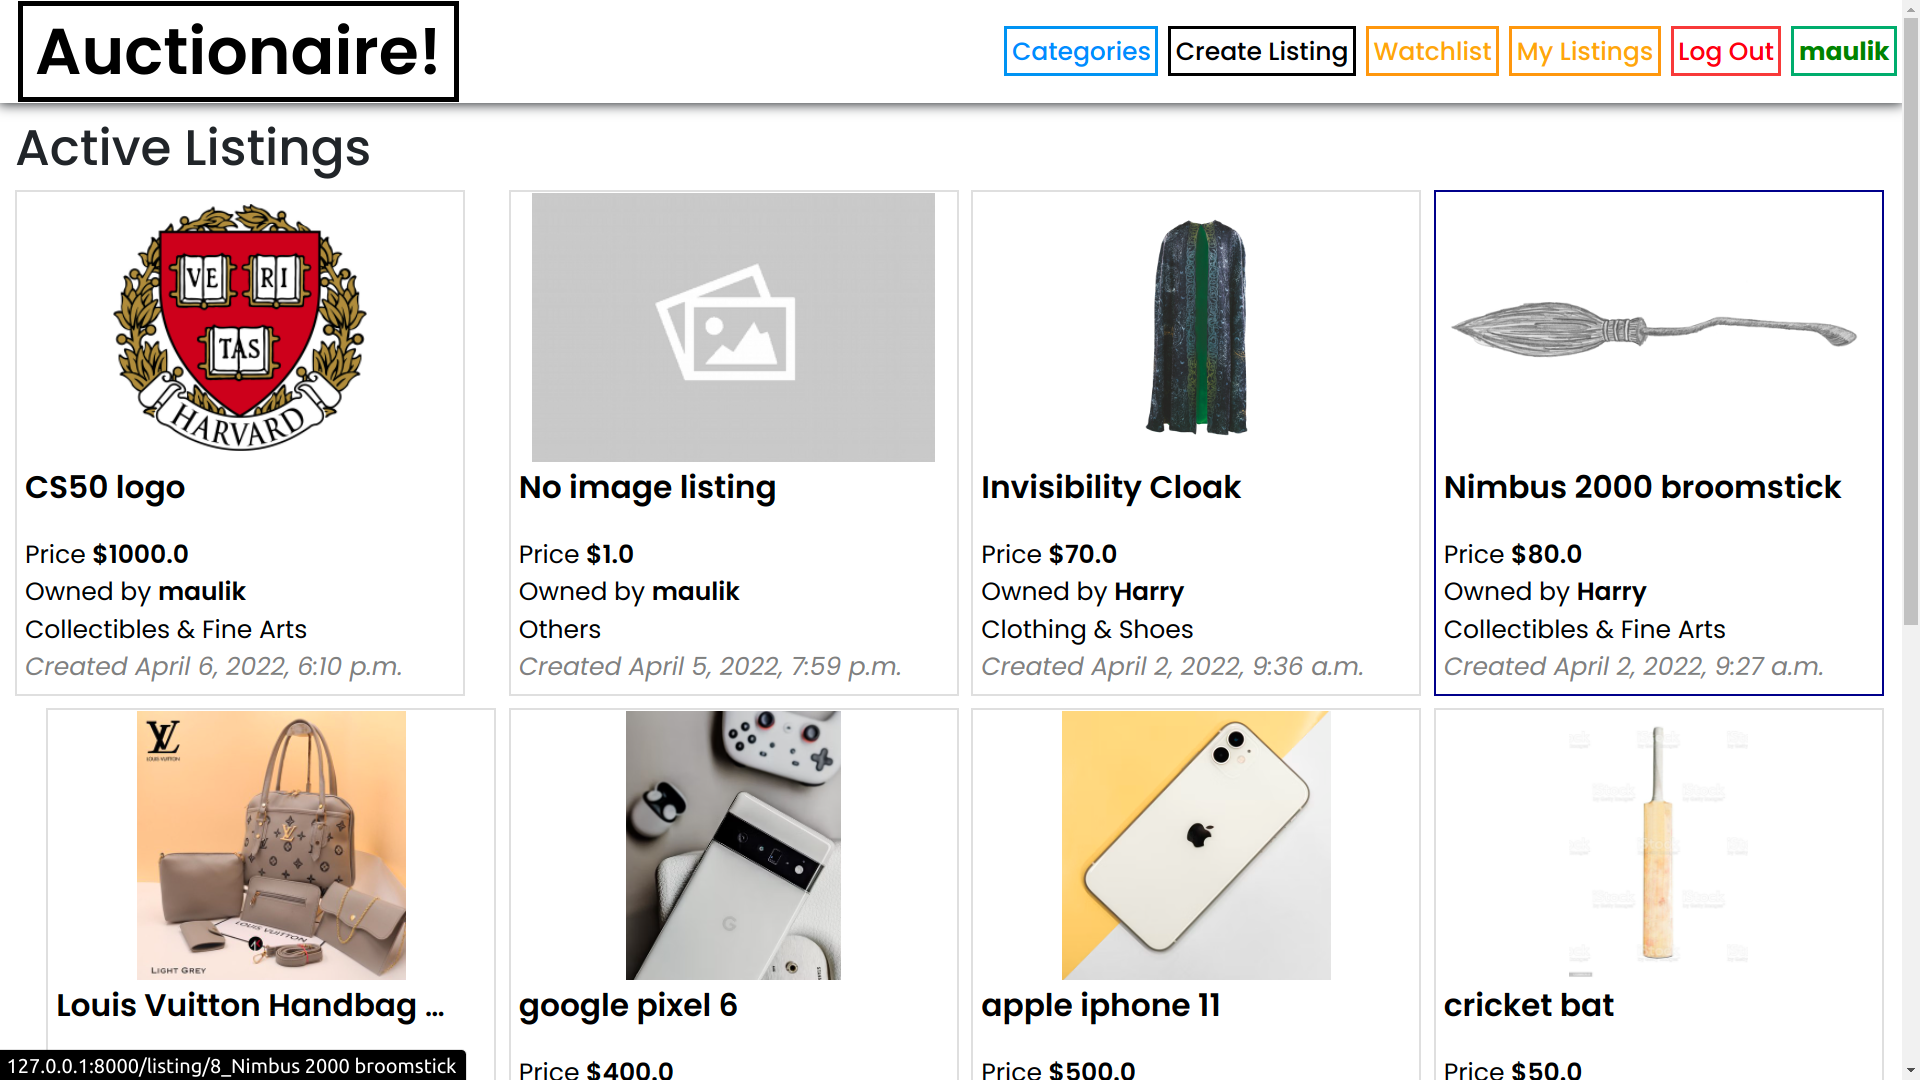 Auctionaire!
Categories
Create Listing
Watchlist
My Listings
Log Out
maulik
Active Listings
VE RI
TAS
HARVARD
CS50 logo
Price $1000.0
Owned by maulik
Collectibles & Fine Arts
Created April 6, 2022, 6:10 p.m.
No image listing
Price $1.0
Owned by maulik
Others
Created April 5, 2022, 7:59 p.m.
Invisibility Cloak
Price $70.0
Owned by Harry
Clothing & Shoes
Created April 2, 2022, 9:36 a.m.
Nimbus 2000 broomstick
Price $80.0
Owned by Harry
Collectibles & Fine Arts
Created April 2, 2022, 9:27 a.m.
LV
LOUIS VUITTON
LOUIS VUITTON
LIGHT GREY
Louis Vuitton Handbag ...
G
google pixel 6
Price $400.0
apple iphone 11
Price $500.0
cricket bat
Price $50.0
127.0.0.1:8000/listing/8_Nimbus 2000 broomstick